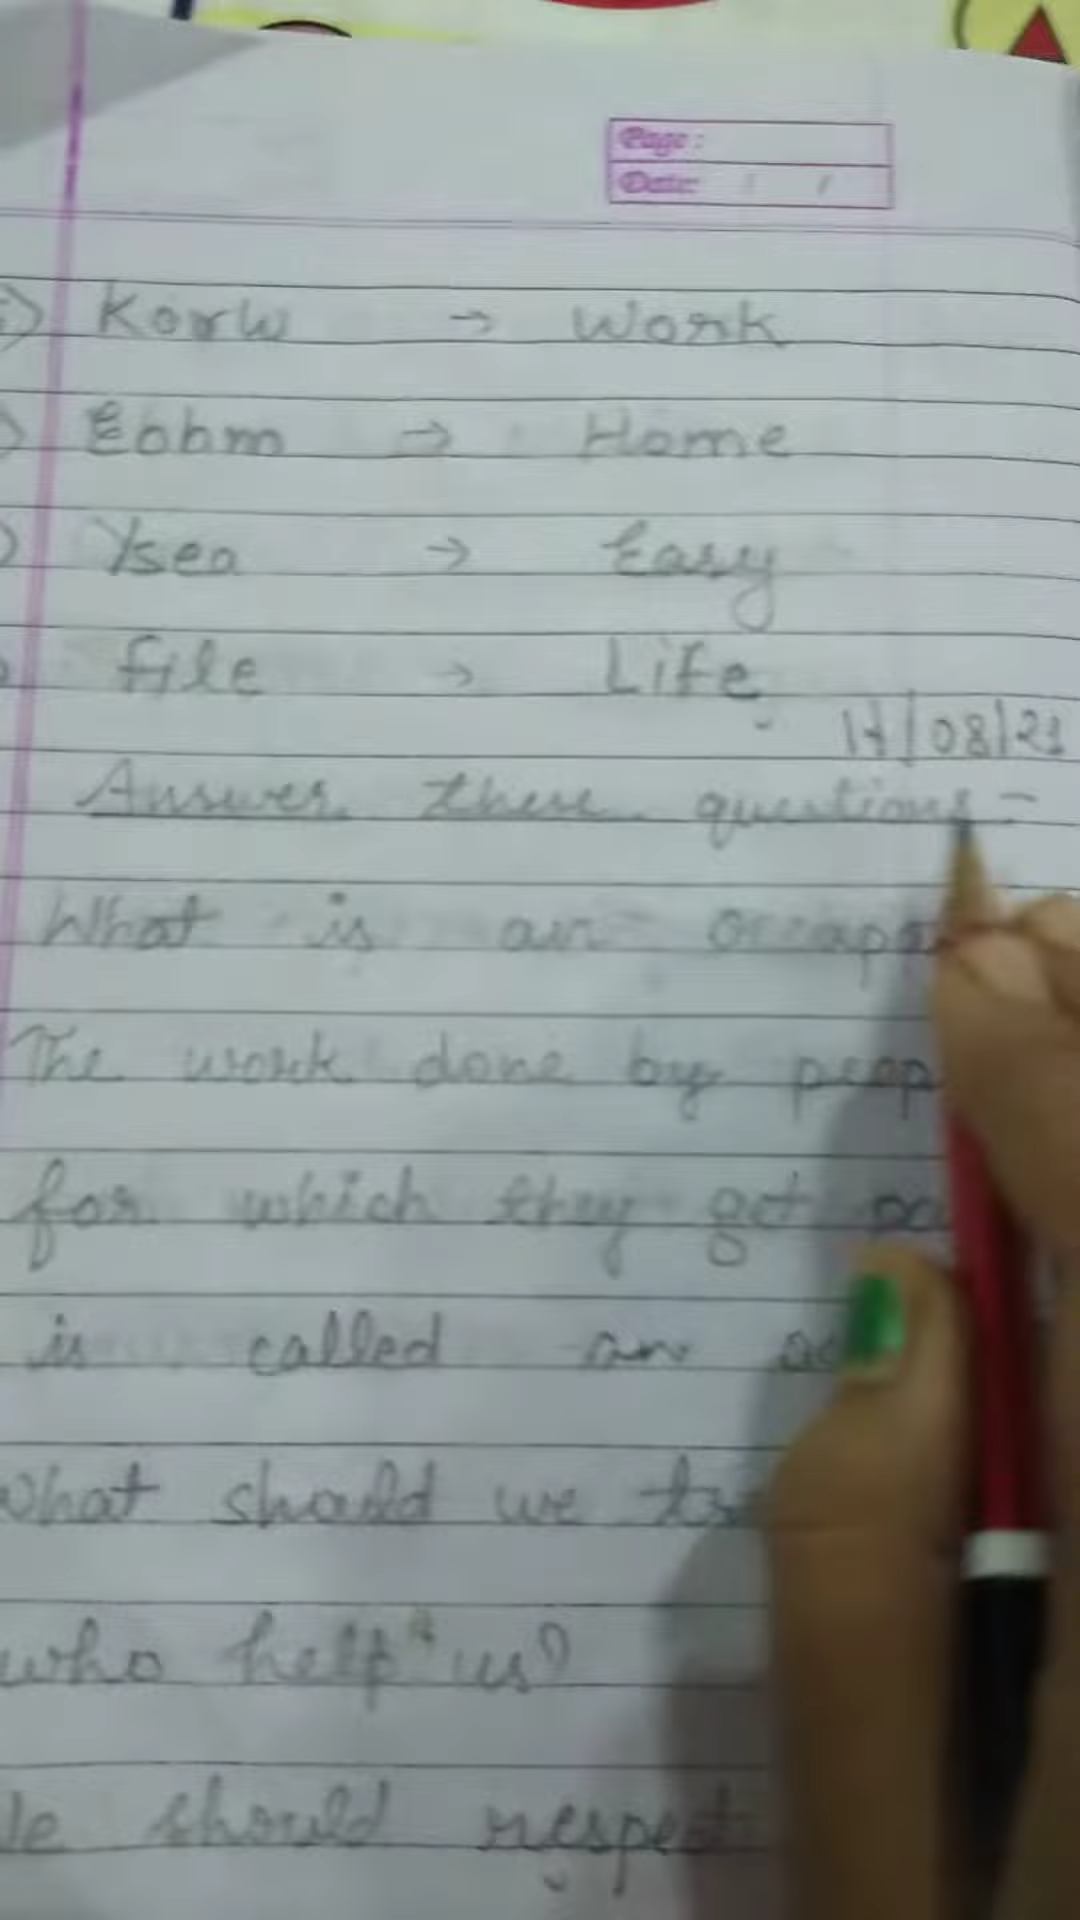 Page :
Date: / /
Korw → Work
Eohm → Home
Ysea → Easy
file → Life
14/08/21
Answer these questions -
What is an
The work done by
for which they get
is called an
What should we
who help us?
should respect